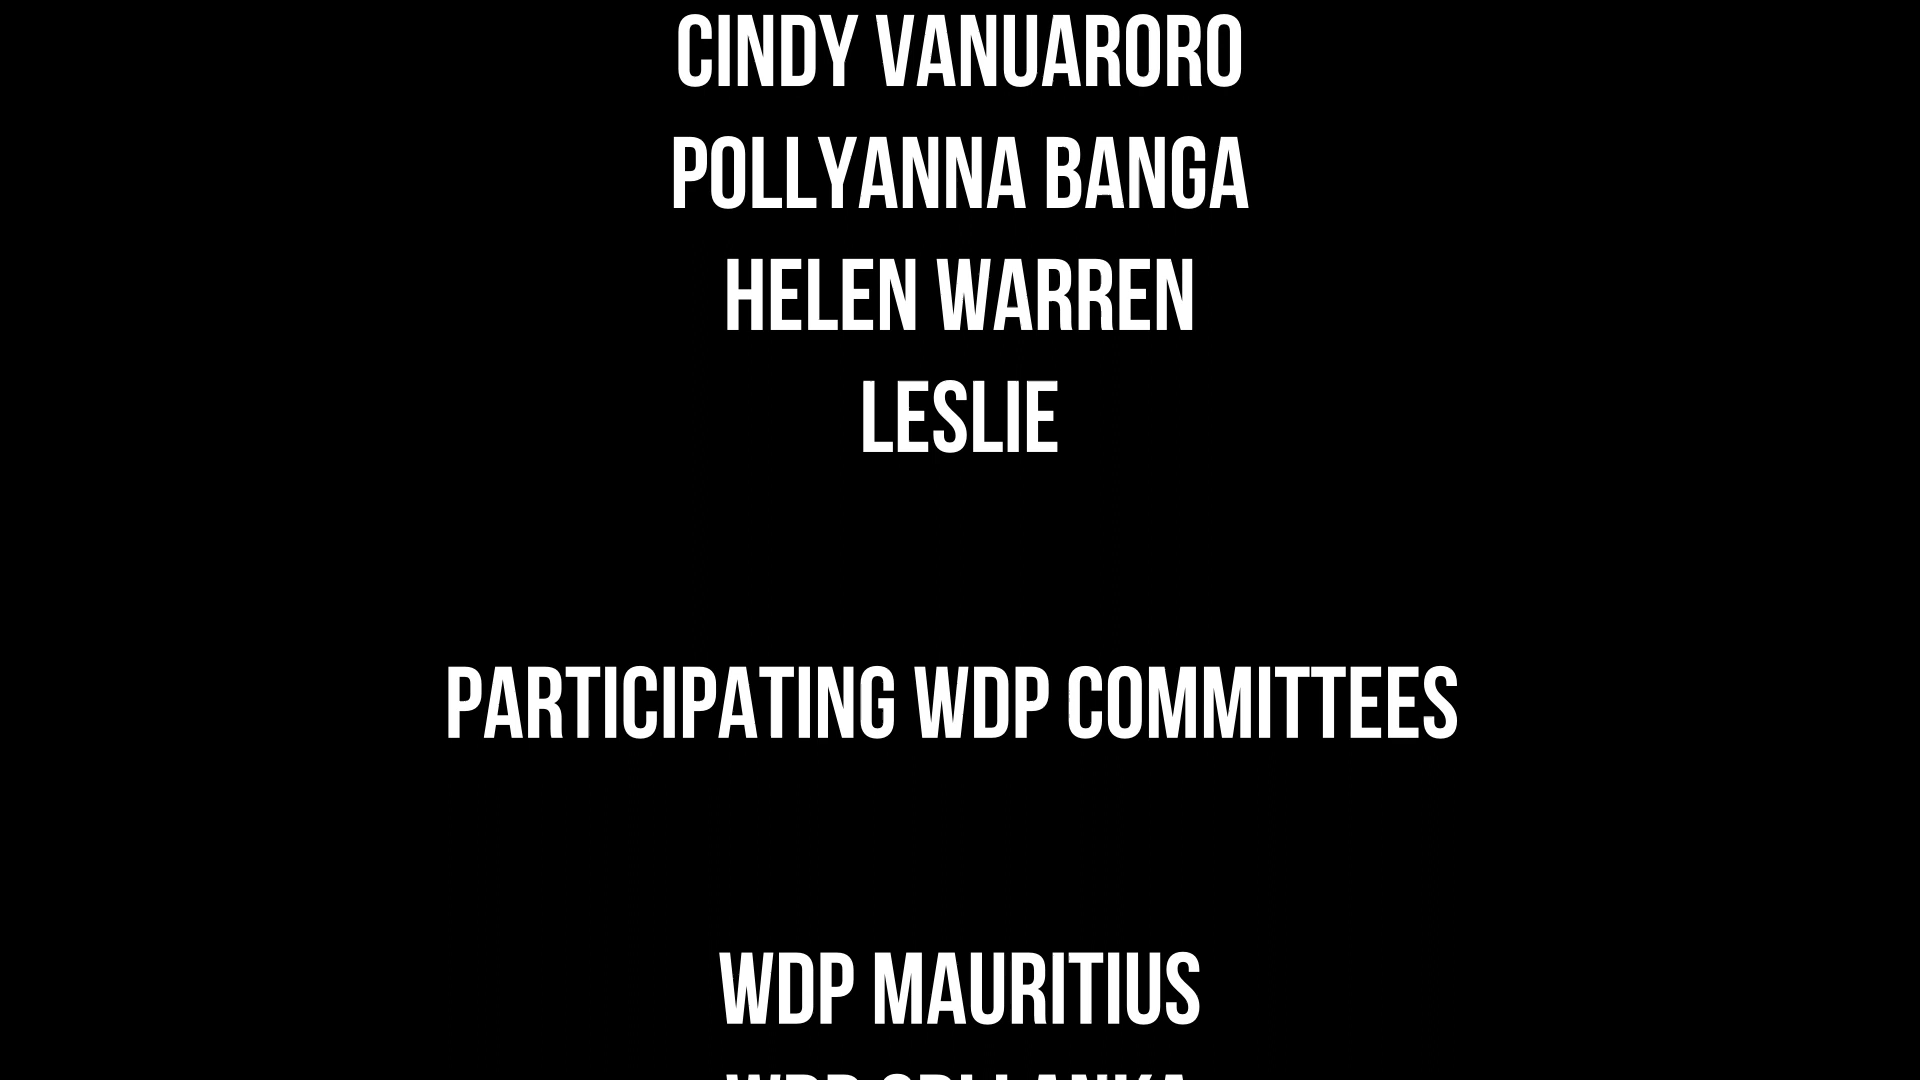 CINDY VANUARORO
POLLYANNA BANGA
HELEN WARREN
LESLIE
PARTICIPATING WDP COMMITTEES
WDP MAURITIUS
WDP SRI LANKA